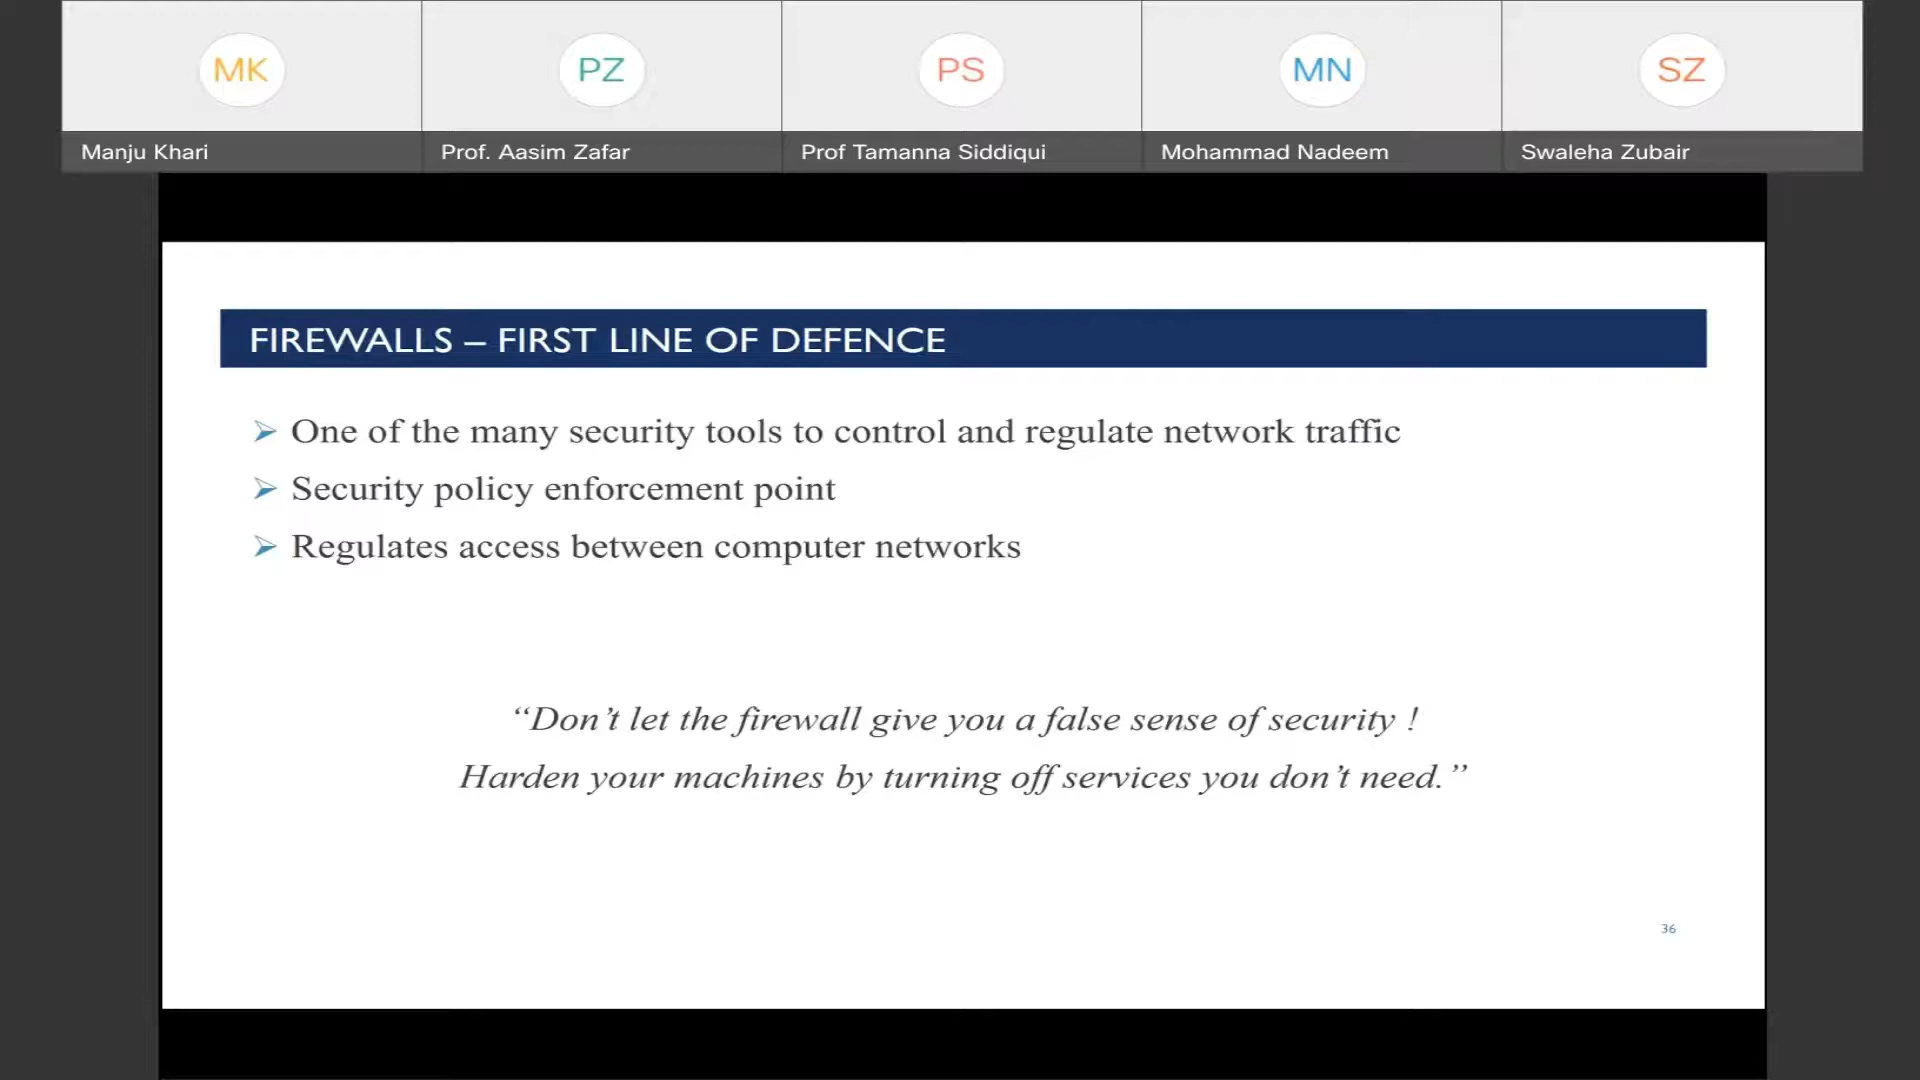 MK
PZ
PS
MN
SZ
Manju Khari
Prof. Aasim Zafar
Prof Tamanna Siddiqui
Mohammad Nadeem
Swaleha Zubair
FIREWALLS – FIRST LINE OF DEFENCE
➢ One of the many security tools to control and regulate network traffic
➢ Security policy enforcement point
➢ Regulates access between computer networks
“Don’t let the firewall give you a false sense of security !
Harden your machines by turning off services you don’t need.”
36